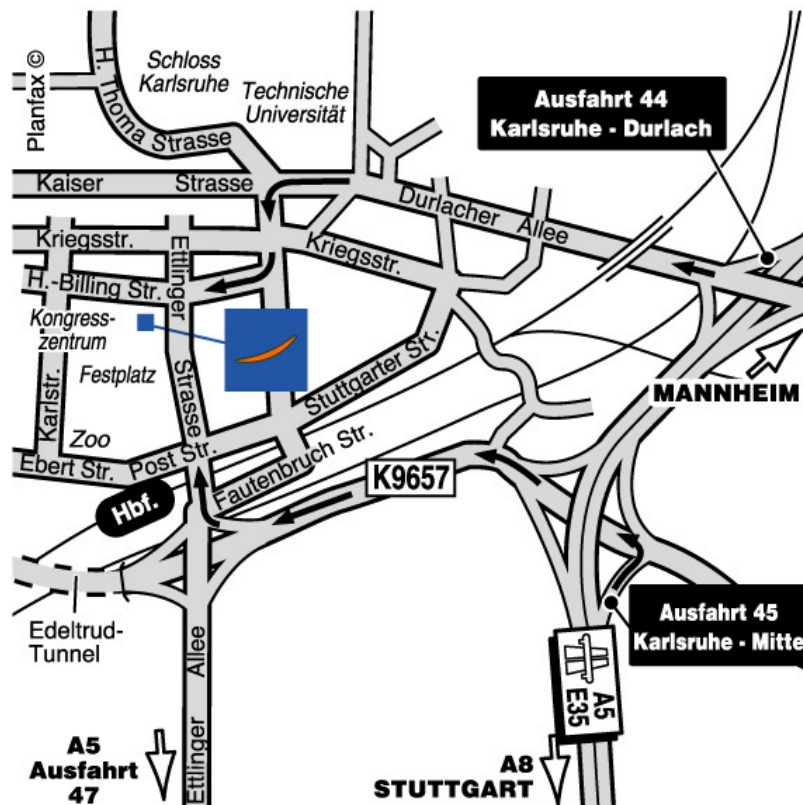 Planfax ©
H. Thoma Strasse
Schloss
Karlsruhe
Technische
Universität
Ausfahrt 44
Karlsruhe - Durlach
Kaiser Strasse
Durlacher Allee
Kriegsstr.
Ettlinger Strasse
Kriegsstr.
H.-Billing Str.
Kongress-
zentrum
Festplatz
Karlstr.
Stuttgarter Str.
MANNHEIM
Zoo
Post Str.
Ebert Str.
Fautenbruch Str.
K9657
Hbf.
Edeltrud-
Tunnel
Ausfahrt 45
Karlsruhe - Mitte
A5
E35
Ettlinger Allee
A5
Ausfahrt
47
A8
STUTTGART